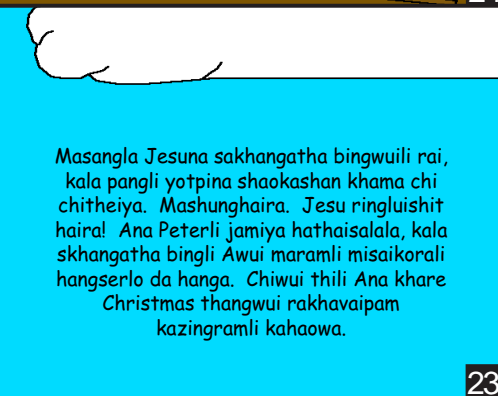 Masangla Jesuna sakhangatha bingwuili rai,
kala pangli yotpina shaokashan khama chi
chitheiya. Mashunghaira. Jesu ringluishit
haira! Ana Peterli jamiya hathaisalala, kala
skhangatha bingli Awui maramli misaikorali
hangserlo da hanga. Chiwui thili Ana khare
Christmas thangwui rakhavaipam
kazingramli kahaowa.
23